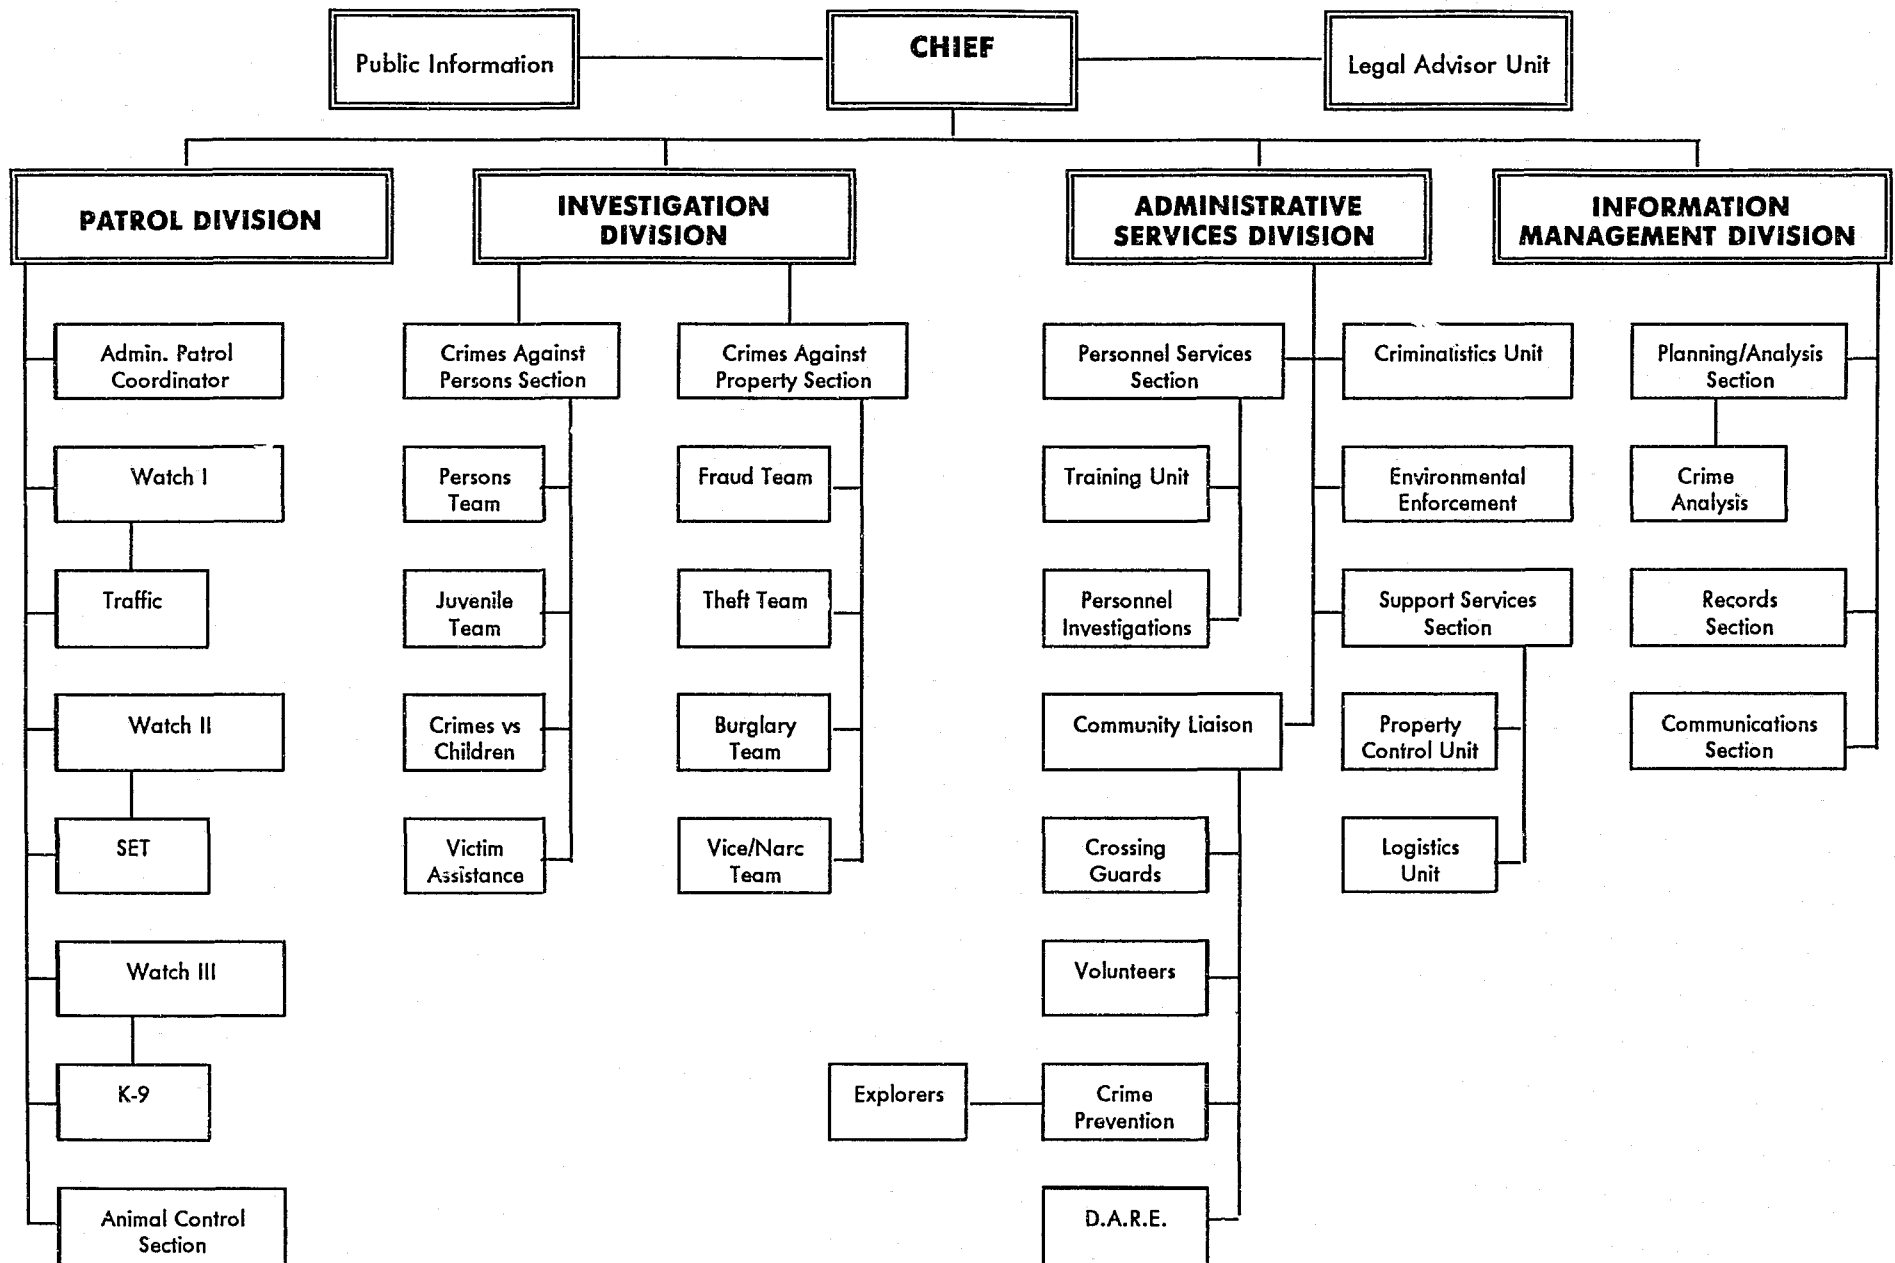 Public Information
CHIEF
Legal Advisor Unit
PATROL DIVISION
INVESTIGATION
DIVISION
ADMINISTRATIVE
SERVICES DIVISION
INFORMATION
MANAGEMENT DIVISION
Admin. Patrol
Coordinator
Watch I
Traffic
Watch II
SET
Watch III
K-9
Animal Control
Section
Crimes Against
Persons Section
Persons
Team
Juvenile
Team
Crimes vs
Children
Victim
Assistance
Crimes Against
Property Section
Fraud Team
Theft Team
Burglary
Team
Vice/Narc
Team
Personnel Services
Section
Training Unit
Personnel
Investigations
Community Liaison
Crossing
Guards
Volunteers
Explorers
Crime
Prevention
D.A.R.E.
Criminalistics Unit
Environmental
Enforcement
Support Services
Section
Property
Control Unit
Logistics
Unit
Planning/Analysis
Section
Crime
Analysis
Records
Section
Communications
Section